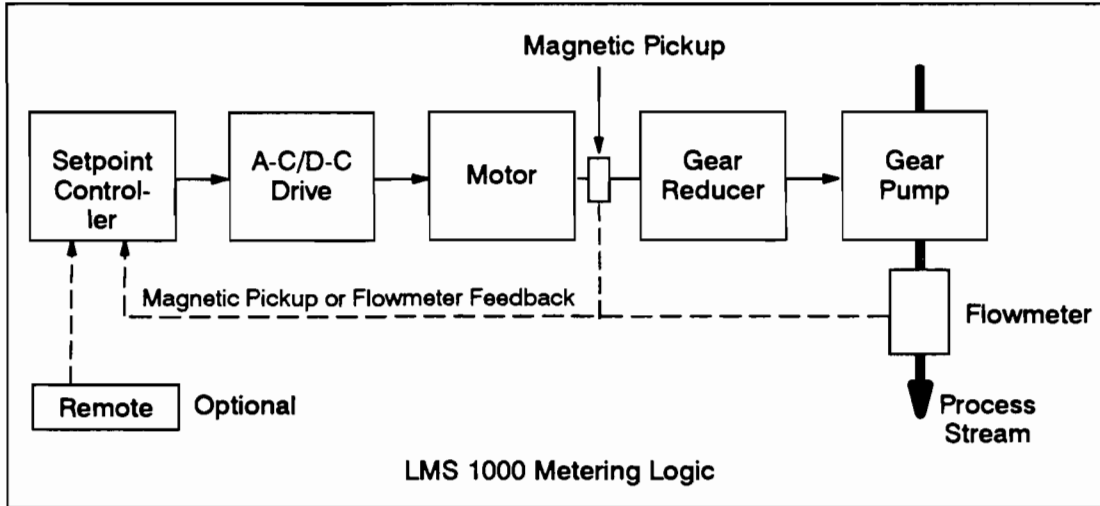 Magnetic Pickup
Setpoint
Control-
ler
A-C/D-C
Drive
Motor
Gear
Reducer
Gear
Pump
Magnetic Pickup or Flowmeter Feedback
Flowmeter
Remote
Optional
Process
Stream
LMS 1000 Metering Logic